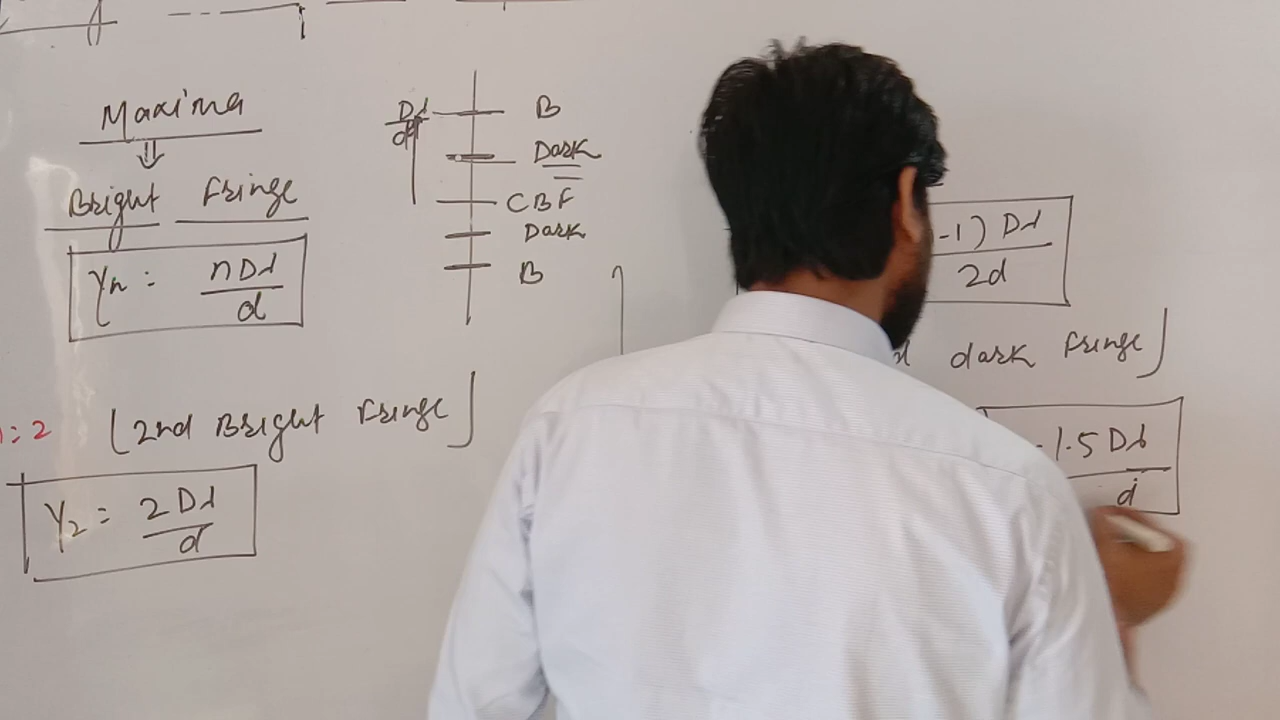 Maxima
⇓
Bright Fringe
Yn = nDλ/d
n=2 [2nd Bright Fringe]
Y2 = 2Dλ/d
Dλ/d B
Dark
CBF
Dark
B
-1) Dλ/2d
dark Fringe]
1.5 Dλ/d